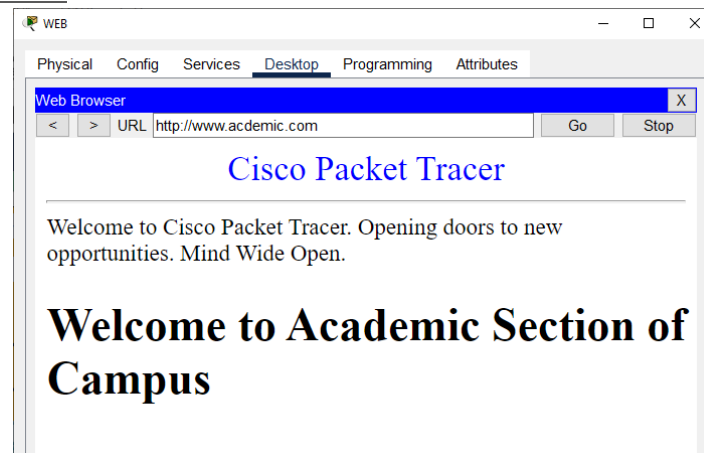 WEB
Physical Config Services Desktop Programming Attributes
Web Browser X
< > URL http://www.acdemic.com Go Stop
Cisco Packet Tracer
Welcome to Cisco Packet Tracer. Opening doors to new
opportunities. Mind Wide Open.
Welcome to Academic Section of
Campus